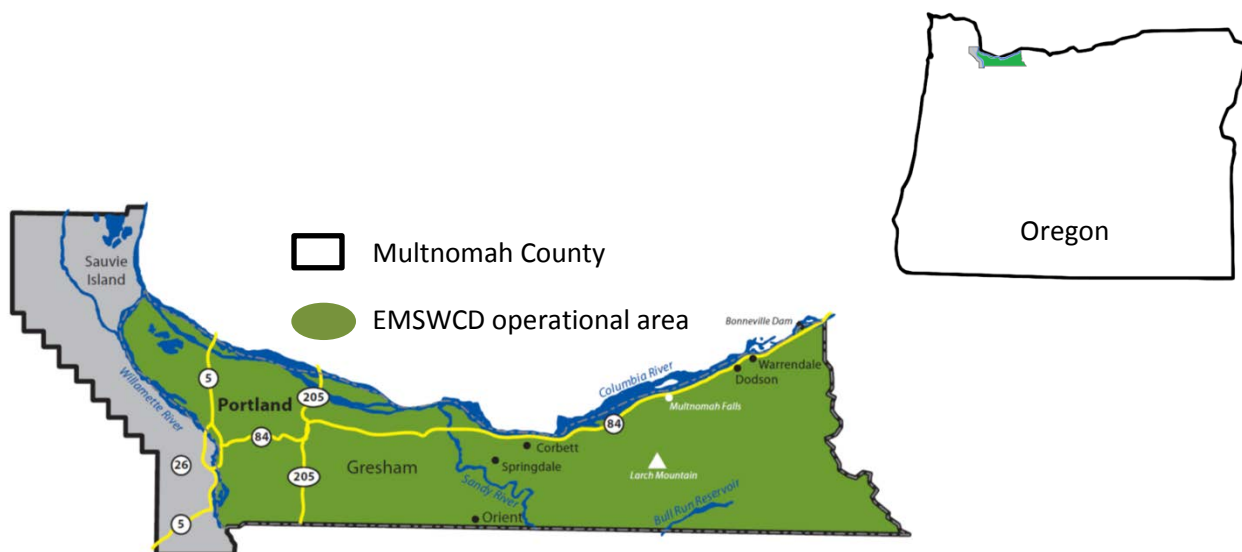 Oregon
Multnomah County
EMSWCD operational area
Sauvie
Island
Bonneville Dam
Warrendale
Dodson
Columbia River
Multnomah Falls
Willamette River
5
Portland
205
84
84
Corbett
Gresham
Springdale
Larch Mountain
26
205
Sandy River
Bull Run Reservoir
Orient
5